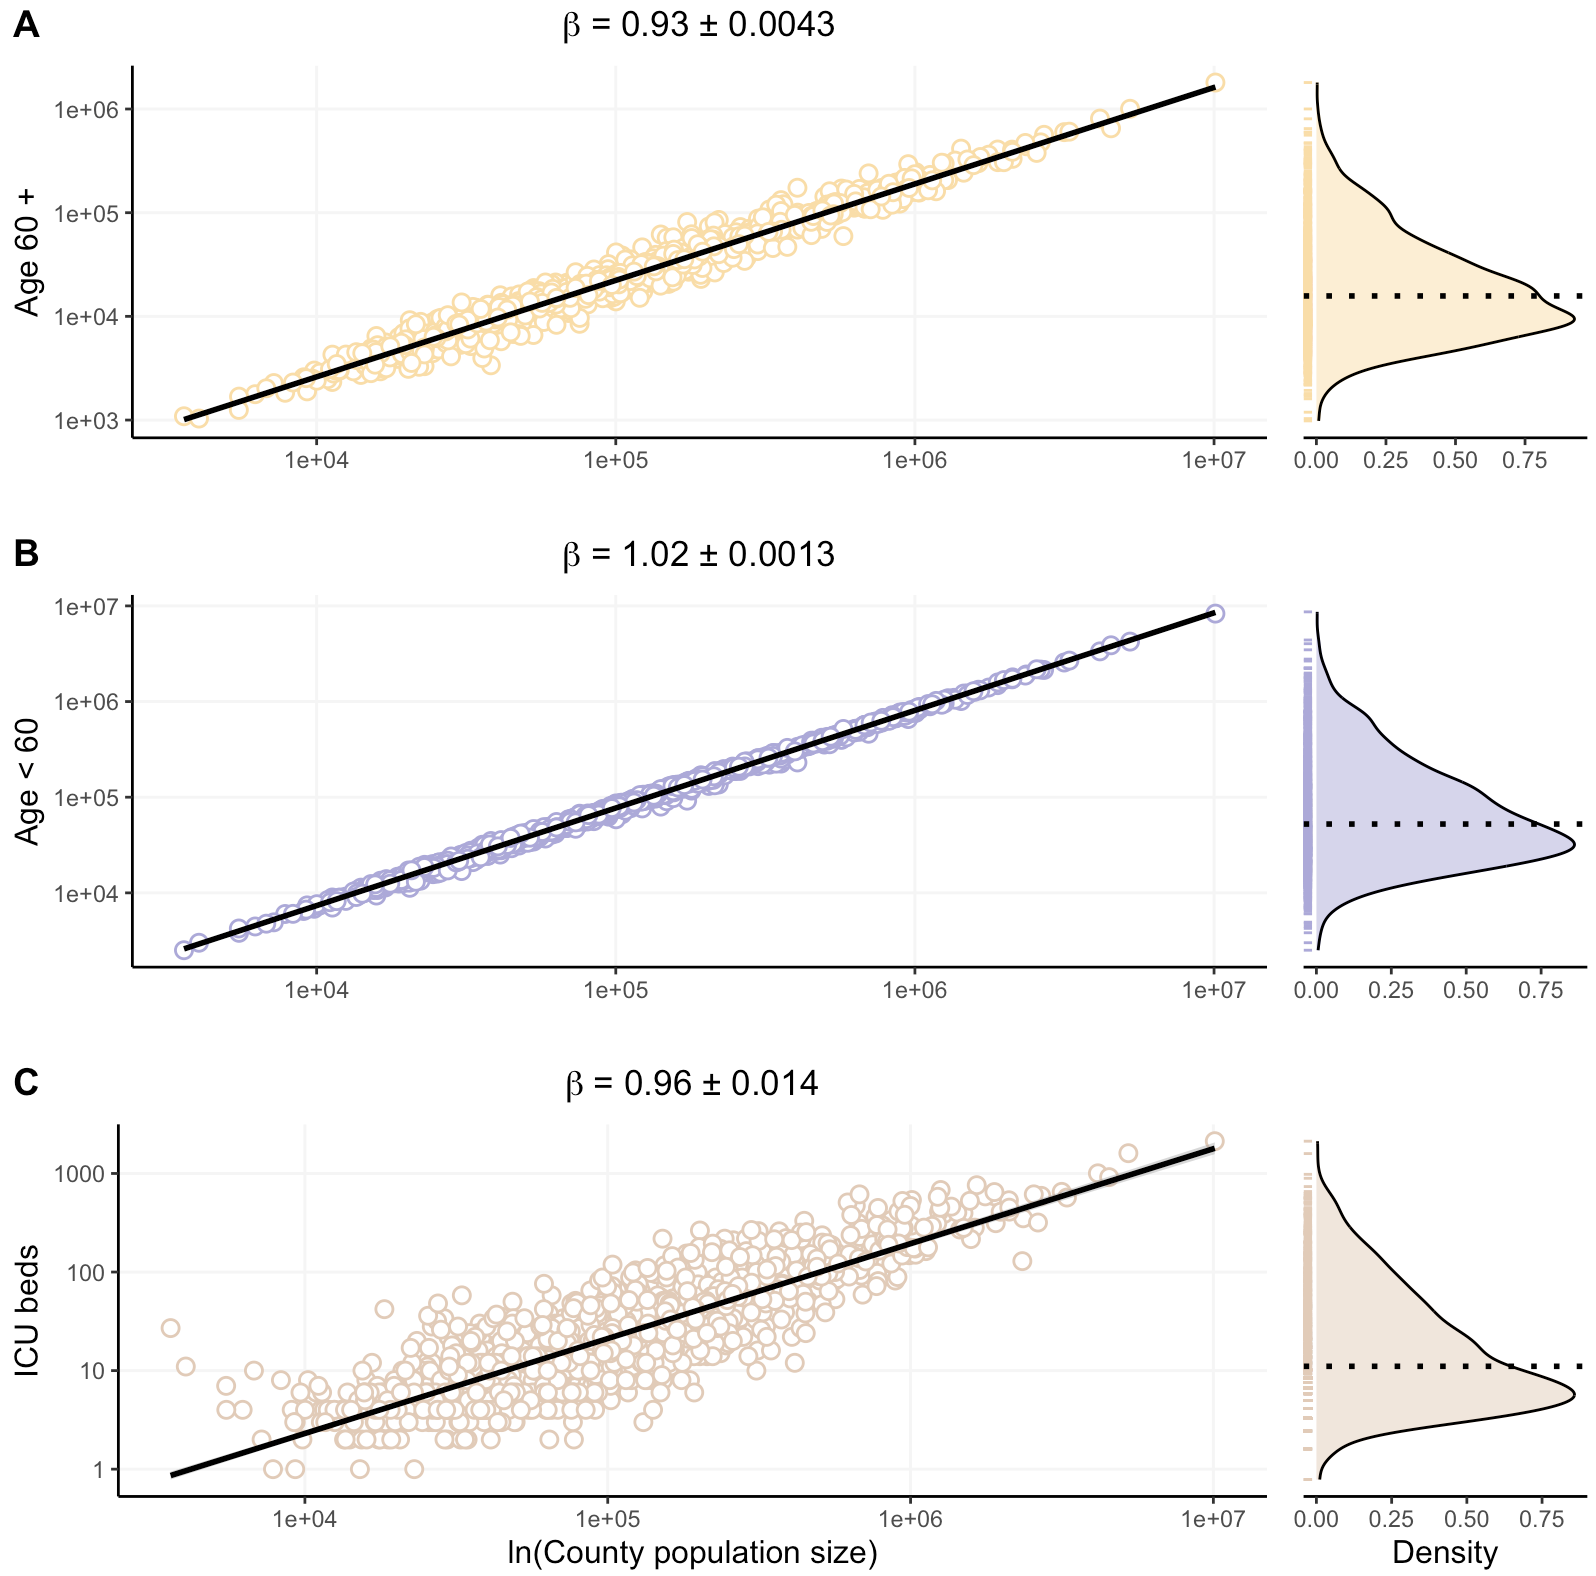 A
β = 0.93 ± 0.0043
Age 60 +
1e+06
1e+05
1e+04
1e+03
1e+04 1e+05 1e+06 1e+07
0.00 0.25 0.50 0.75
B
β = 1.02 ± 0.0013
Age < 60
1e+07
1e+06
1e+05
1e+04
1e+04 1e+05 1e+06 1e+07
0.00 0.25 0.50 0.75
C
β = 0.96 ± 0.014
ICU beds
1000
100
10
1
1e+04 1e+05 1e+06 1e+07
0.00 0.25 0.50 0.75
ln(County population size)
Density